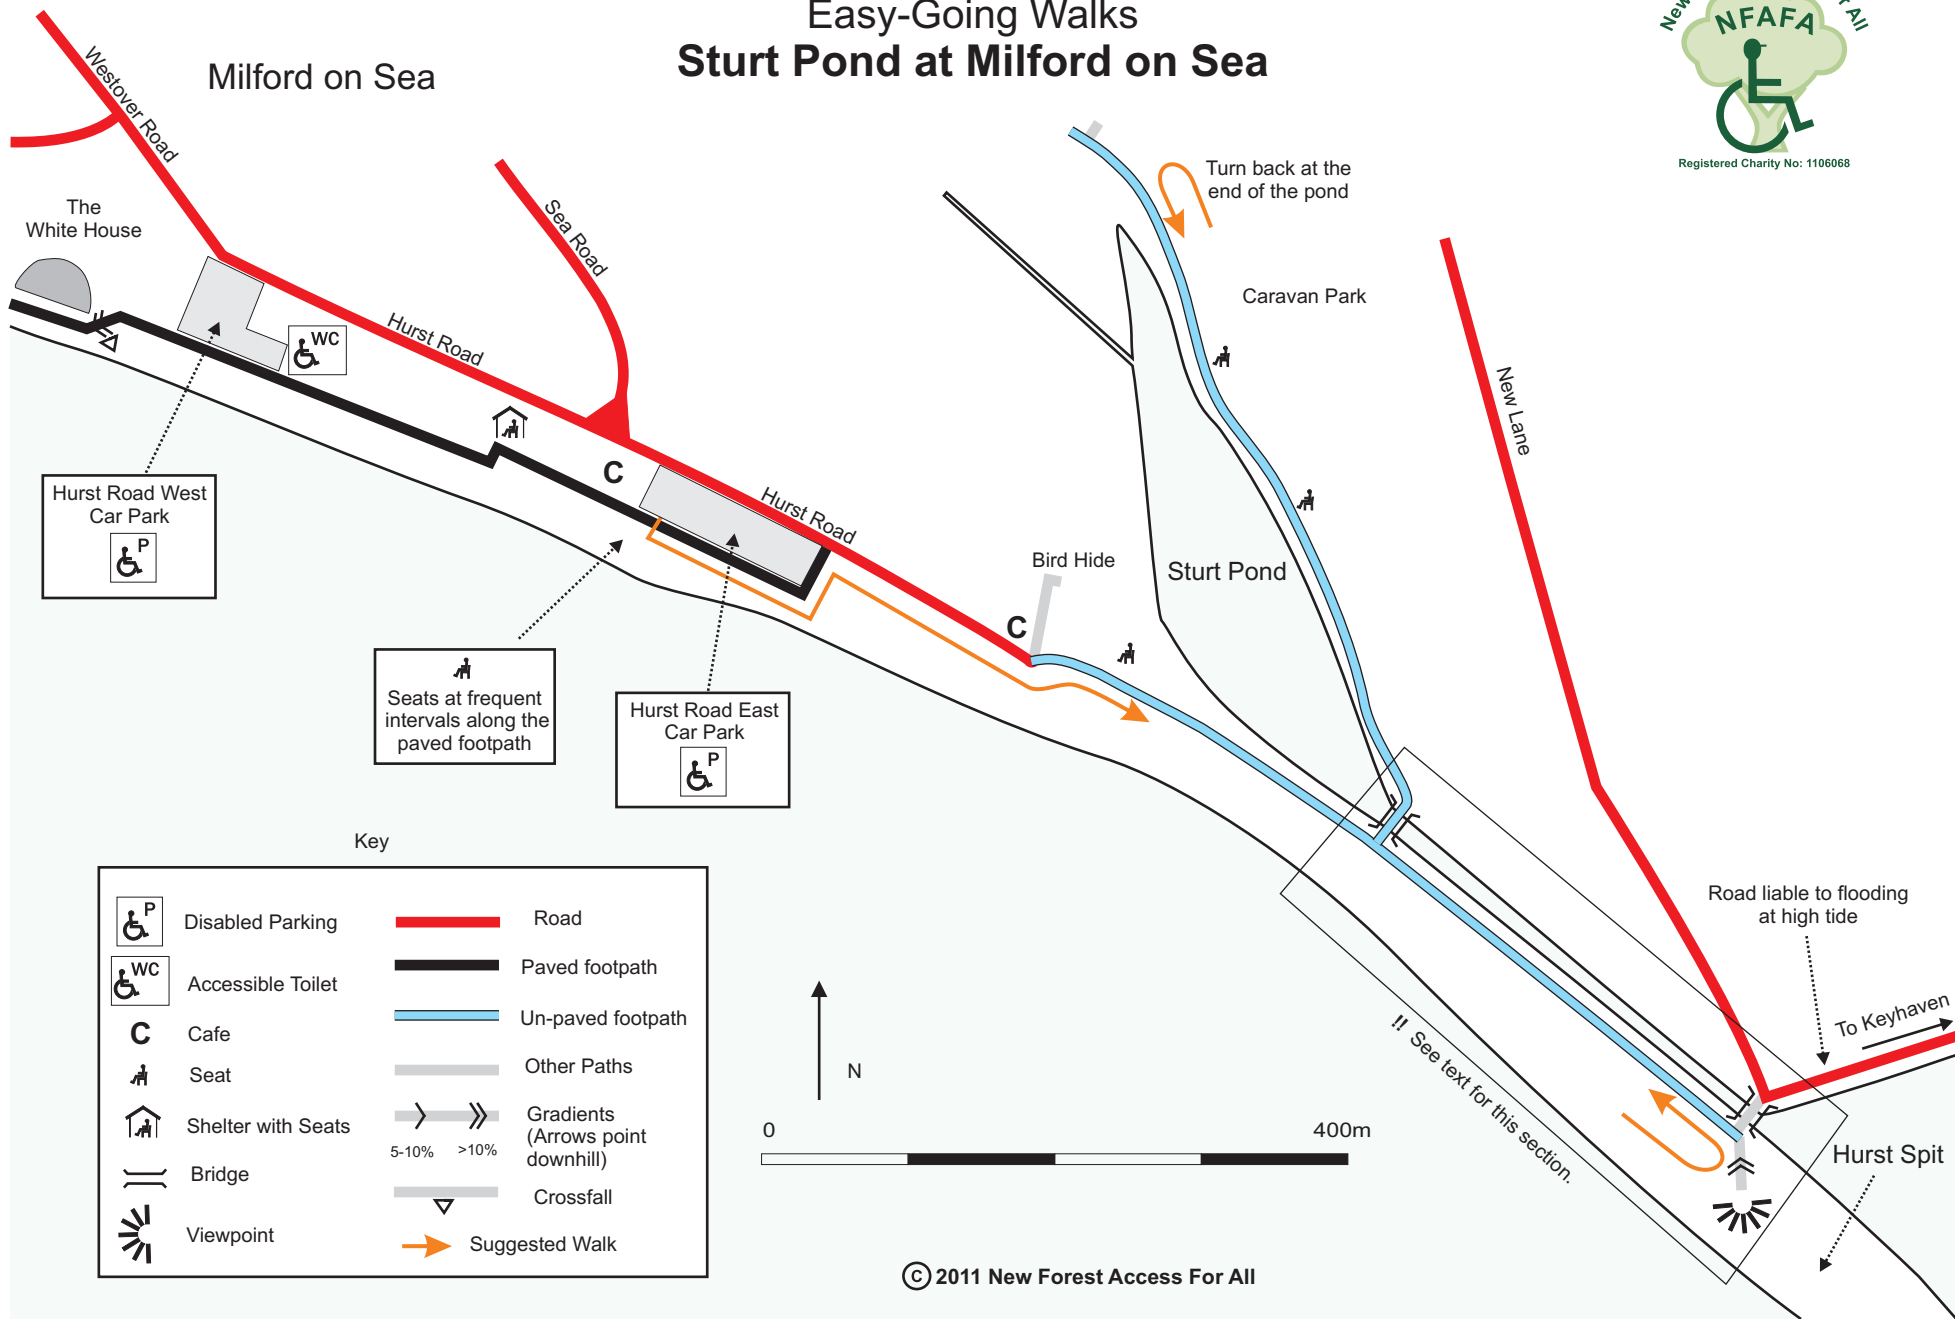 Easy-Going Walks
Sturt Pond at Milford on Sea
New
r All
NFAFA
Registered Charity No: 1106068
Milford on Sea
Westover Road
The
White House
WC
Hurst Road
Sea Road
C
Hurst Road
Hurst Road West
Car Park
P
Seats at frequent
intervals along the
paved footpath
Hurst Road East
Car Park
P
Bird Hide
C
Sturt Pond
Turn back at the
end of the pond
Caravan Park
New Lane
Road liable to flooding
at high tide
To Keyhaven
Hurst Spit
!! See text for this section.
Key
P
Disabled Parking
WC
Accessible Toilet
C
Cafe
Seat
Shelter with Seats
Bridge
Viewpoint
Road
Paved footpath
Un-paved footpath
Other Paths
Gradients
(Arrows point
downhill)
5-10%
>10%
Crossfall
Suggested Walk
N
0
400m
C 2011 New Forest Access For All